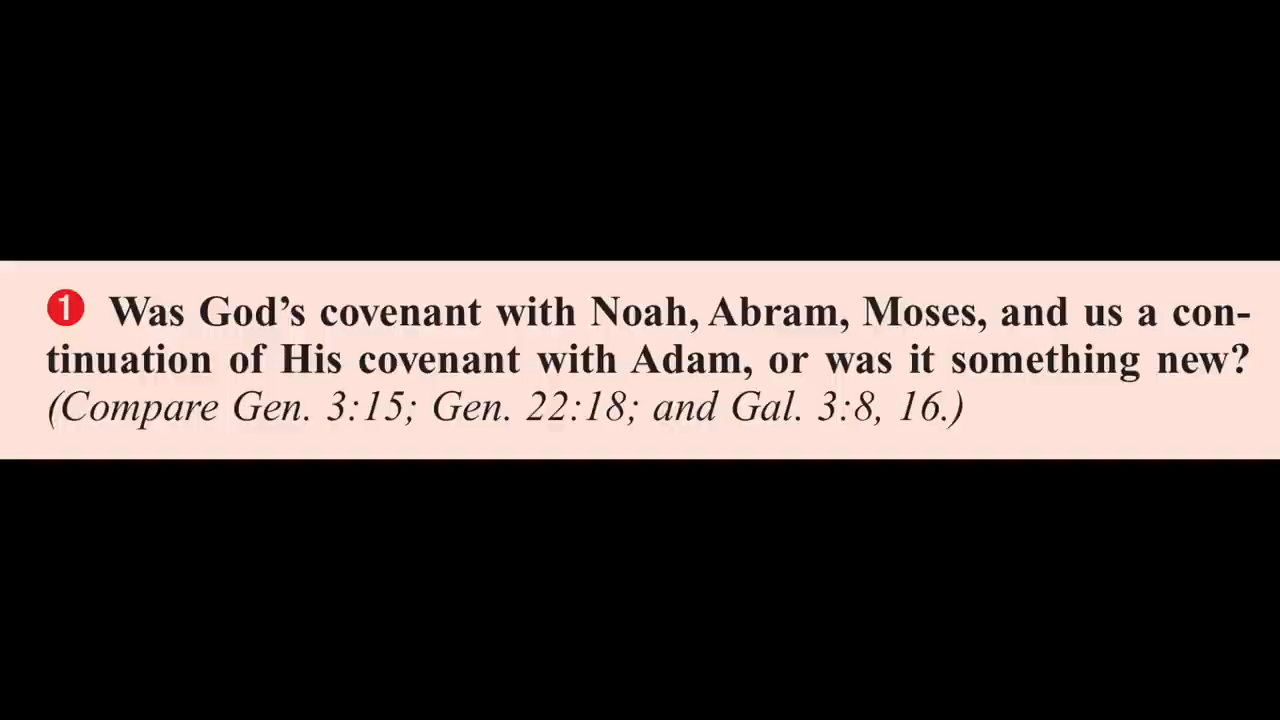 ❶ Was God’s covenant with Noah, Abram, Moses, and us a con-
tinuation of His covenant with Adam, or was it something new?
(Compare Gen. 3:15; Gen. 22:18; and Gal. 3:8, 16.)